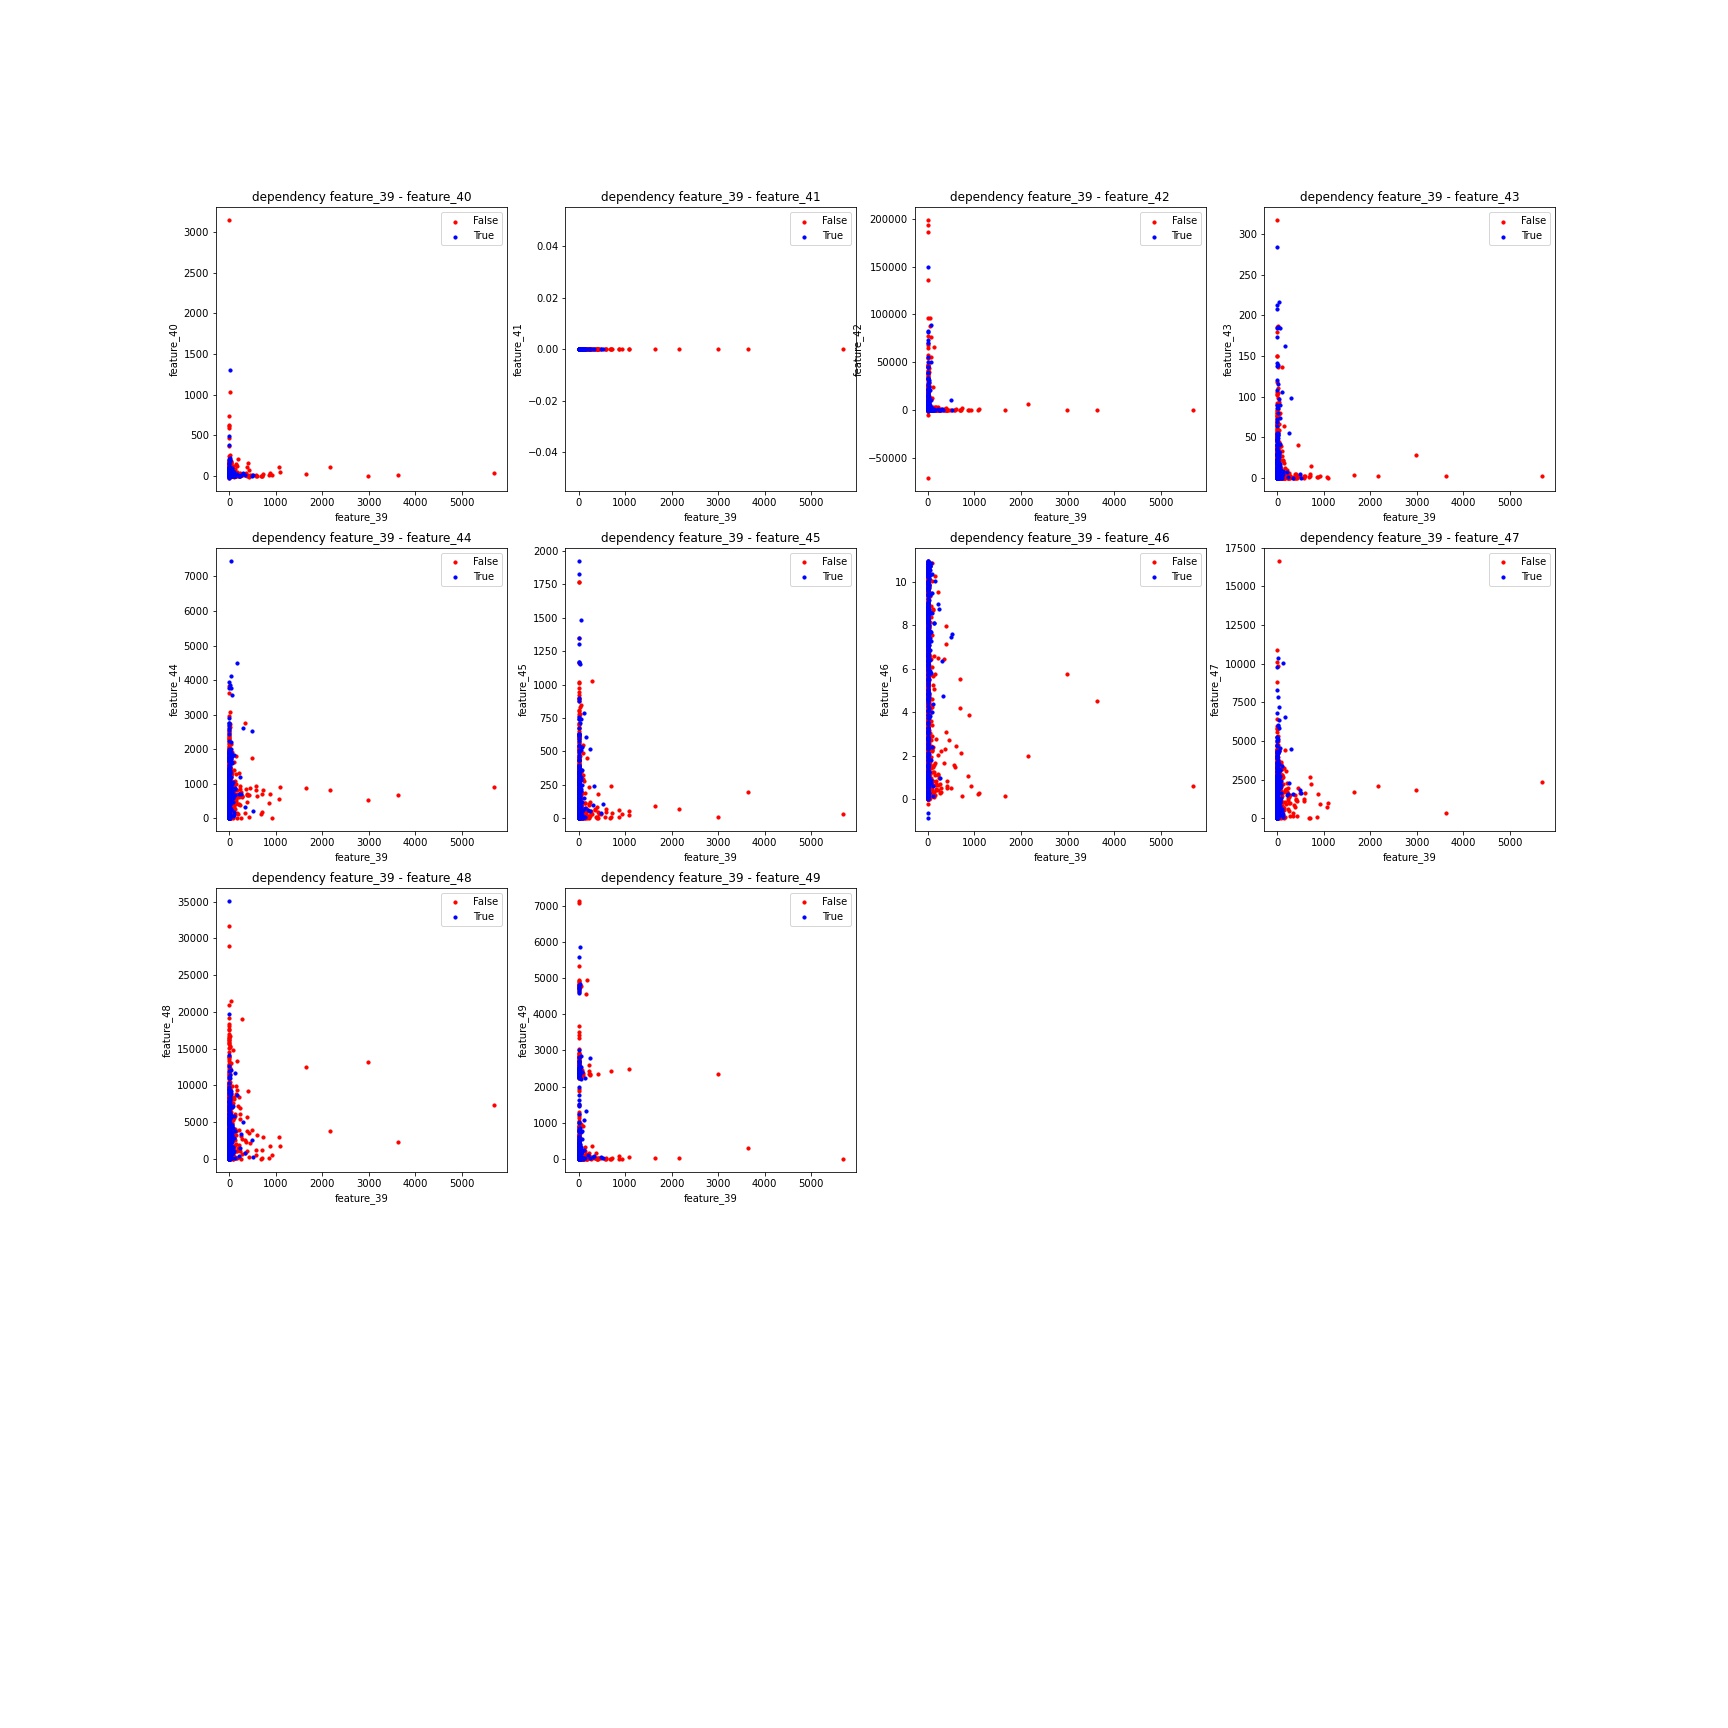 dependency feature_39 - feature_40
dependency feature_39 - feature_41
dependency feature_39 - feature_42
dependency feature_39 - feature_43
False
True
3000
2500
2000
1500
1000
500
0
feature_40
0 1000 2000 3000 4000 5000
feature_39
False
True
0.04
0.02
0.00
−0.02
−0.04
feature_41
0 1000 2000 3000 4000 5000
feature_39
False
True
200000
150000
100000
50000
0
−50000
feature_42
0 1000 2000 3000 4000 5000
feature_39
False
True
300
250
200
150
100
50
0
feature_43
0 1000 2000 3000 4000 5000
feature_39
dependency feature_39 - feature_44
dependency feature_39 - feature_45
dependency feature_39 - feature_46
dependency feature_39 - feature_47
False
True
7000
6000
5000
4000
3000
2000
1000
0
feature_44
0 1000 2000 3000 4000 5000
feature_39
False
True
2000
1750
1500
1250
1000
750
500
250
0
feature_45
0 1000 2000 3000 4000 5000
feature_39
False
True
10
8
6
4
2
0
feature_46
0 1000 2000 3000 4000 5000
feature_39
False
True
17500
15000
12500
10000
7500
5000
2500
0
feature_47
0 1000 2000 3000 4000 5000
feature_39
dependency feature_39 - feature_48
dependency feature_39 - feature_49
False
True
35000
30000
25000
20000
15000
10000
5000
0
feature_48
0 1000 2000 3000 4000 5000
feature_39
False
True
7000
6000
5000
4000
3000
2000
1000
0
feature_49
0 1000 2000 3000 4000 5000
feature_39